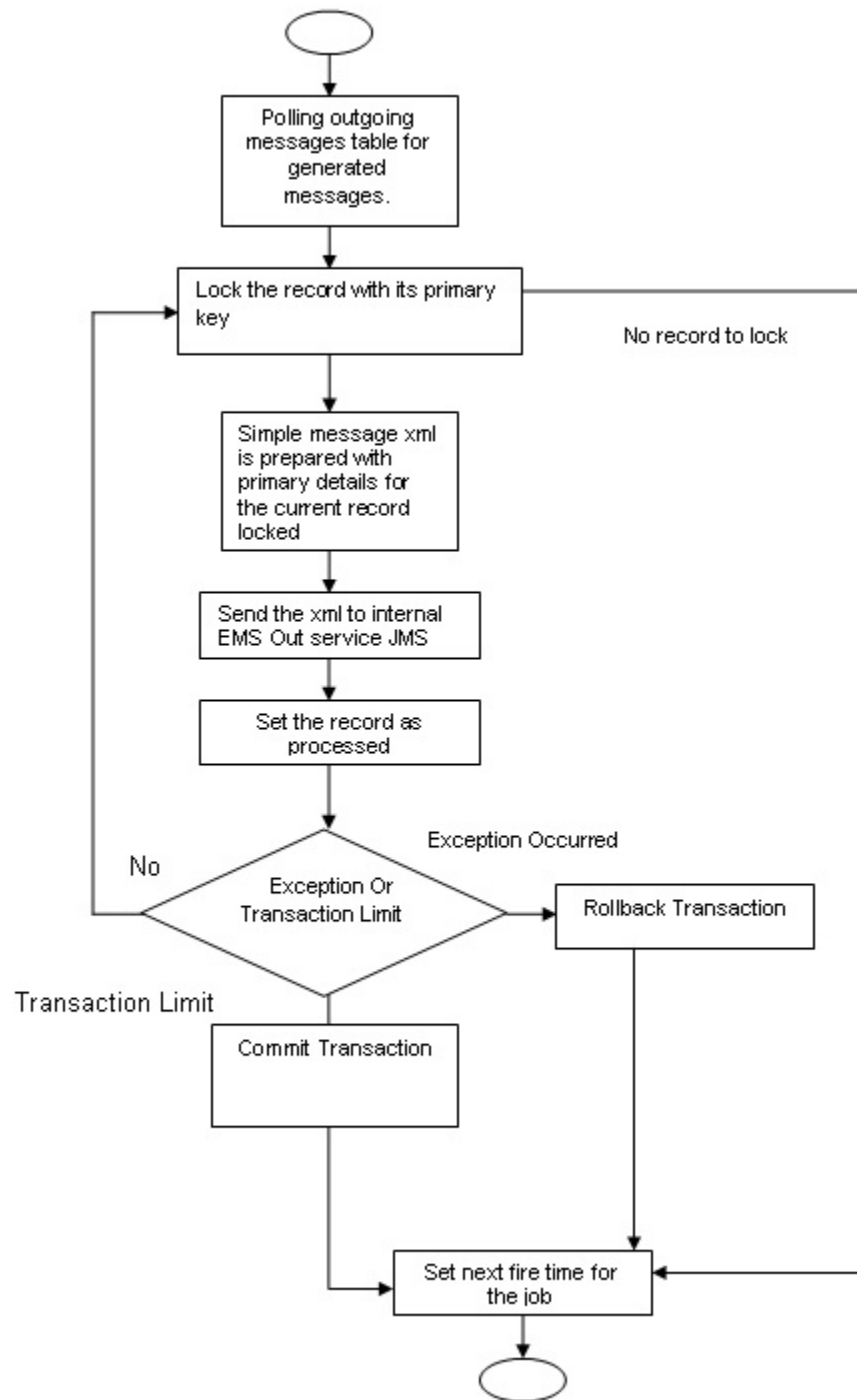 Polling outgoing
messages table for
generated
messages.
Lock the record with its primary
key
No record to lock
Simple message xml
is prepared with
primary details for
the current record
locked
Send the xml to internal
EMS Out service JMS
Set the record as
processed
Exception Occurred
No
Exception Or
Transaction Limit
Rollback Transaction
Transaction Limit
Commit Transaction
Set next fire time for
the job